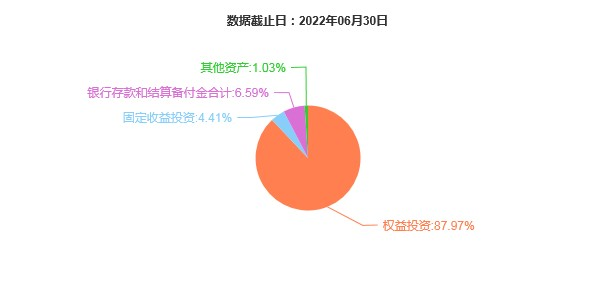 数据截止日：2022年06月30日
其他资产:1.03%
银行存款和结算备付金合计:6.59%
固定收益投资:4.41%
权益投资:87.97%